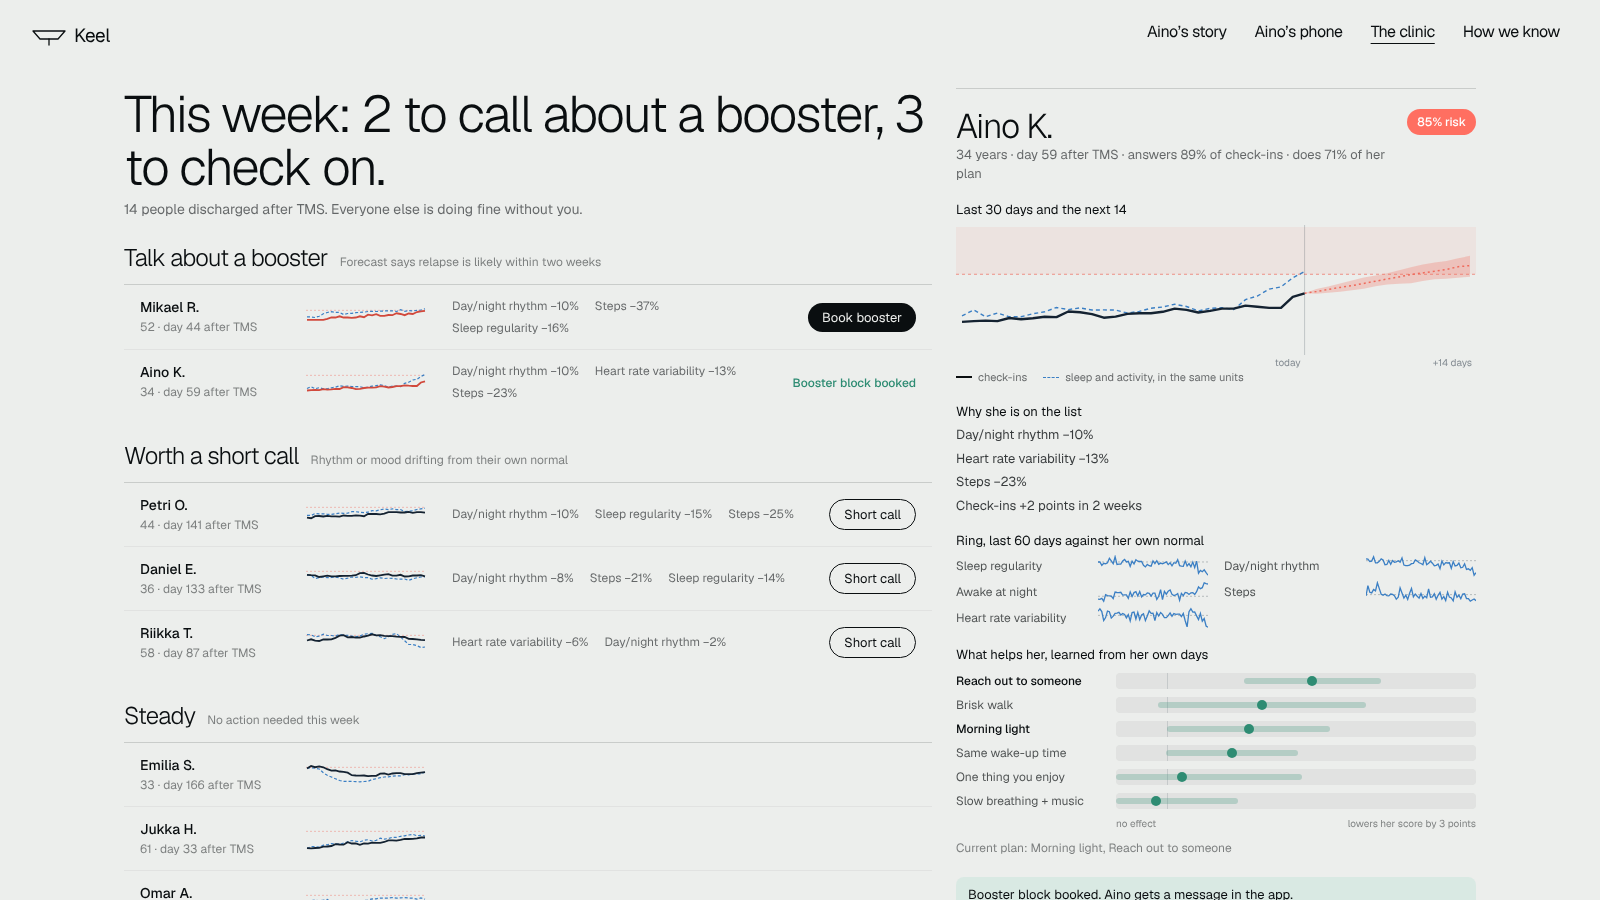 Keel
Aino's story
Aino's phone
The clinic
How we know
This week: 2 to call about a booster, 3
to check on.
14 people discharged after TMS. Everyone else is doing fine without you.
Talk about a booster
Forecast says relapse is likely within two weeks
Mikael R.
52 · day 44 after TMS
Day/night rhythm −10%
Steps −37%
Sleep regularity −16%
Book booster
Aino K.
34 · day 59 after TMS
Day/night rhythm −10%
Heart rate variability −13%
Steps −23%
Booster block booked
Worth a short call
Rhythm or mood drifting from their own normal
Petri O.
44 · day 141 after TMS
Day/night rhythm −10%
Sleep regularity −15%
Steps −25%
Short call
Daniel E.
36 · day 133 after TMS
Day/night rhythm −8%
Steps −21%
Sleep regularity −14%
Short call
Riikka T.
58 · day 87 after TMS
Heart rate variability −6%
Day/night rhythm −2%
Short call
Steady
No action needed this week
Emilia S.
33 · day 166 after TMS
Jukka H.
61 · day 33 after TMS
Omar A.
Aino K.
85% risk
34 years · day 59 after TMS · answers 89% of check-ins · does 71% of her
plan
Last 30 days and the next 14
today
+14 days
check-ins
sleep and activity, in the same units
Why she is on the list
Day/night rhythm −10%
Heart rate variability −13%
Steps −23%
Check-ins +2 points in 2 weeks
Ring, last 60 days against her own normal
Sleep regularity
Day/night rhythm
Awake at night
Steps
Heart rate variability
What helps her, learned from her own days
Reach out to someone
Brisk walk
Morning light
Same wake-up time
One thing you enjoy
Slow breathing + music
no effect
lowers her score by 3 points
Current plan: Morning light, Reach out to someone
Booster block booked. Aino gets a message in the app.